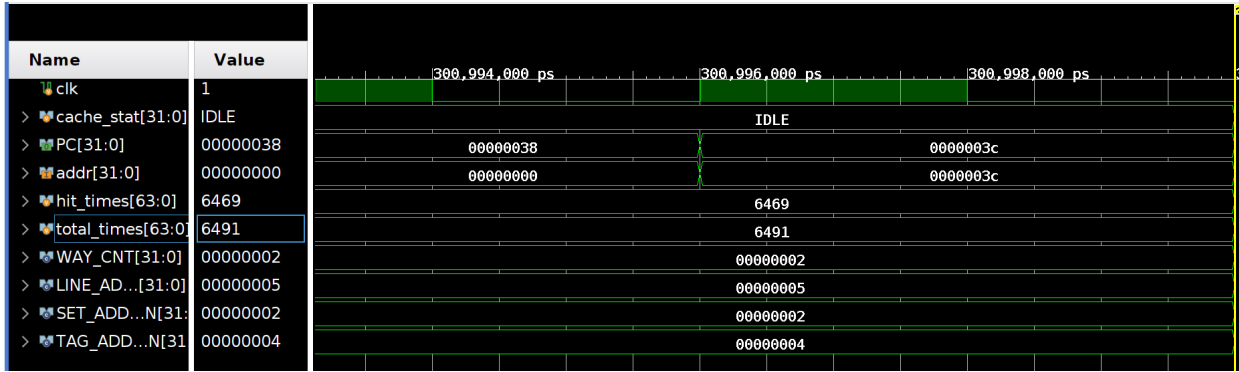 Name Value
300,994,000 ps 300,996,000 ps 300,998,000 ps
clk 1
cache_stat[31:0] IDLE IDLE
PC[31:0] 00000038 00000038 0000003c
addr[31:0] 00000000 00000000 0000003c
hit_times[63:0] 6469 6469
total_times[63:0] 6491 6491
WAY_CNT[31:0] 00000002 00000002
LINE_AD...[31:0] 00000005 00000005
SET_ADD...N[31: 00000002 00000002
TAG_ADD...N[31 00000004 00000004